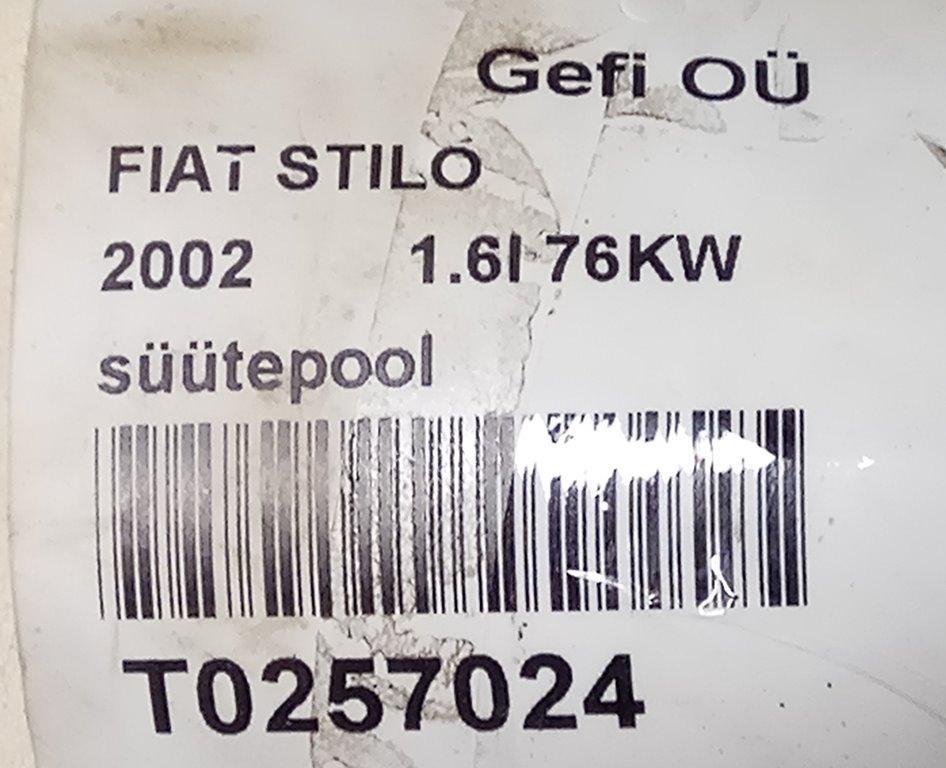 Gefi OÜ
FIAT STILO
2002 1.6l 76KW
süütepool
T0257024